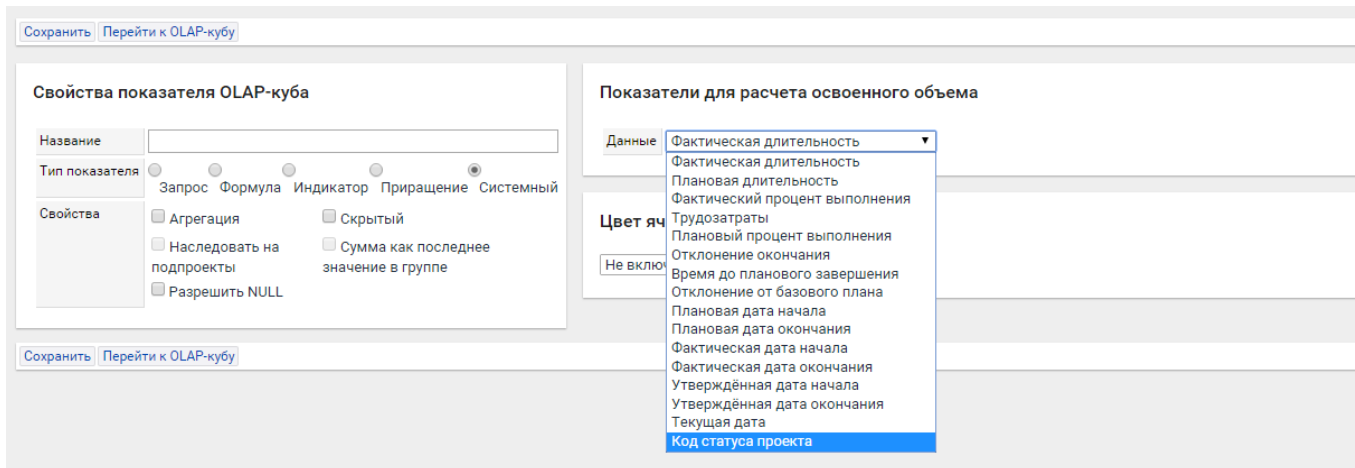 Сохранить Перейти к OLAP-кубу
Свойства показателя OLAP-куба
Название
Тип показателя
Запрос Формула Индикатор Приращение Системный
Свойства
Агрегация Скрытый
Наследовать на подпроекты
Сумма как последнее значение в группе
Разрешить NULL
Показатели для расчета освоенного объема
Данные Фактическая длительность
Фактическая длительность
Плановая длительность
Фактический процент выполнения
Трудозатраты
Плановый процент выполнения
Отклонение окончания
Время до планового завершения
Отклонение от базового плана
Плановая дата начала
Плановая дата окончания
Фактическая дата начала
Фактическая дата окончания
Утверждённая дата начала
Утверждённая дата окончания
Текущая дата
Код статуса проекта
Цвет яч
Не включ
Сохранить Перейти к OLAP-кубу